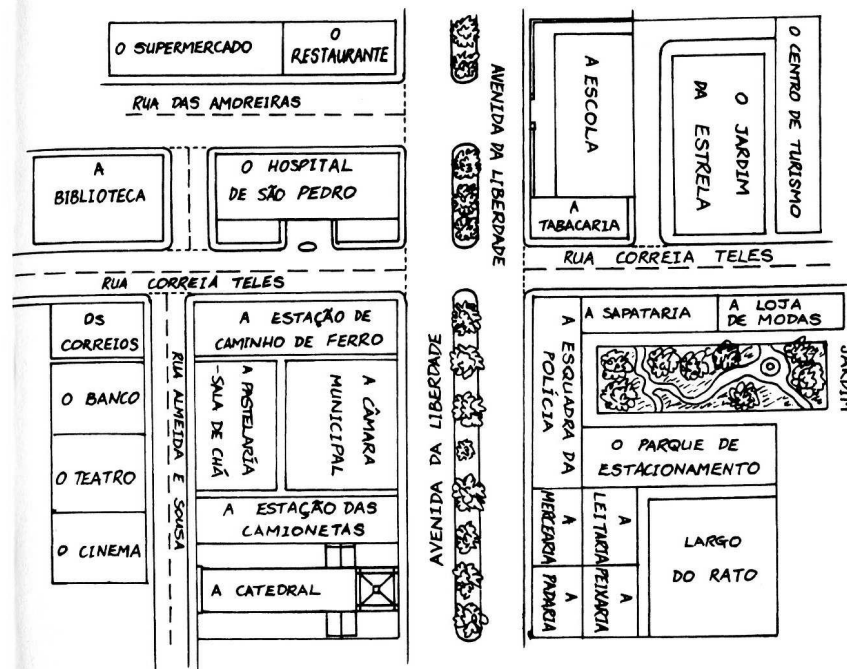 O SUPERMERCADO
O
RESTAURANTE
RUA DAS AMOREIRAS
AVENIDA DA LIBERDADE
A ESCOLA
O JARDIM
DA ESTRELA
O CENTRO DE TURISMO
A
BIBLIOTECA
O HOSPITAL
DE SÃO PEDRO
A
TABACARIA
RUA CORREIA TELES
RUA CORREIA TELES
OS
CORREIOS
A ESTAÇÃO DE
CAMINHO DE FERRO
A SAPATARIA
A LOJA
DE MODAS
O BANCO
RUA ALMEIDA E SOUSA
A PASTELARÍA
-SALA DE CHÁ
A CÂMARA
MUNICIPAL
AVENIDA DA LIBERDADE
A ESQUADRA DA
POLÍCIA
JARDIM
O PARQUE DE
ESTACIONAMENTO
O TEATRO
A ESTAÇÃO DAS
CAMIONETAS
A
MERCEARIA
A
LEITARIA
LARGO
DO RATO
O CINEMA
A CATEDRAL
A
PADARIA
A
PEIXARIA